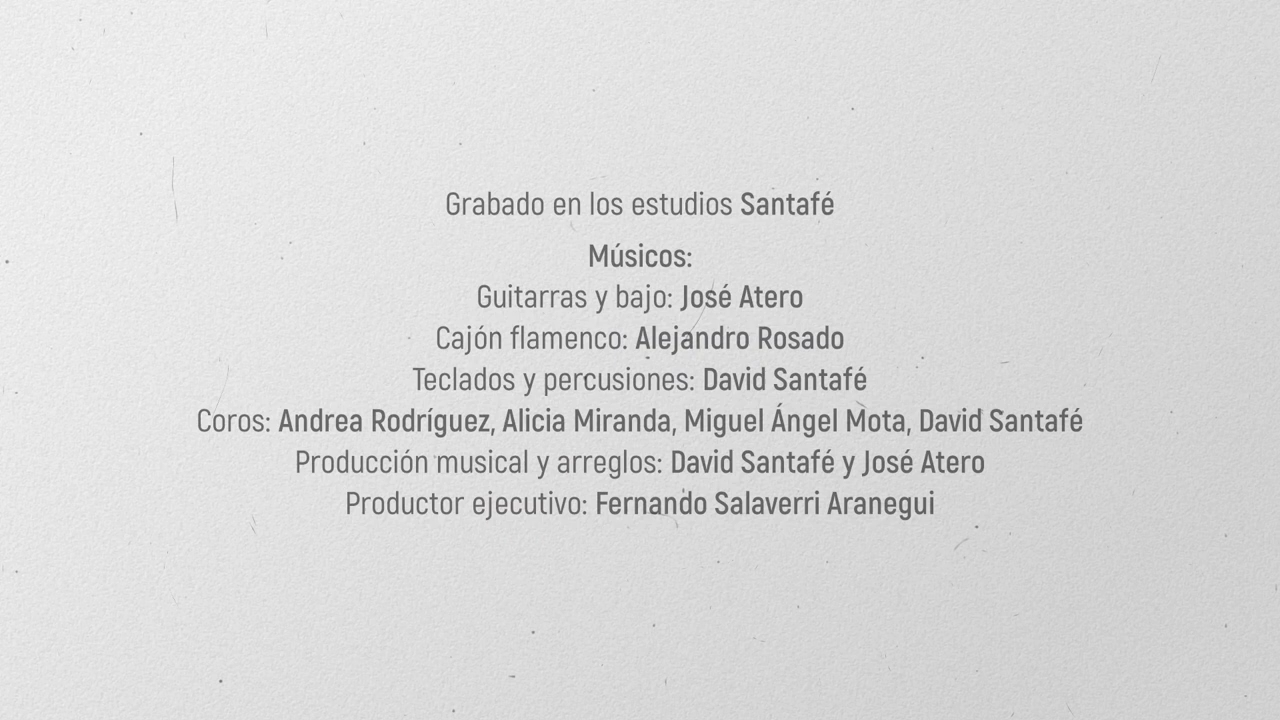 Grabado en los estudios Santafé
Músicos:
Guitarras y bajo: José Atero
Cajón flamenco: Alejandro Rosado
Teclados y percusiones: David Santafé
Coros: Andrea Rodríguez, Alicia Miranda, Miguel Ángel Mota, David Santafé
Producción musical y arreglos: David Santafé y José Atero
Productor ejecutivo: Fernando Salaverri Aranegui